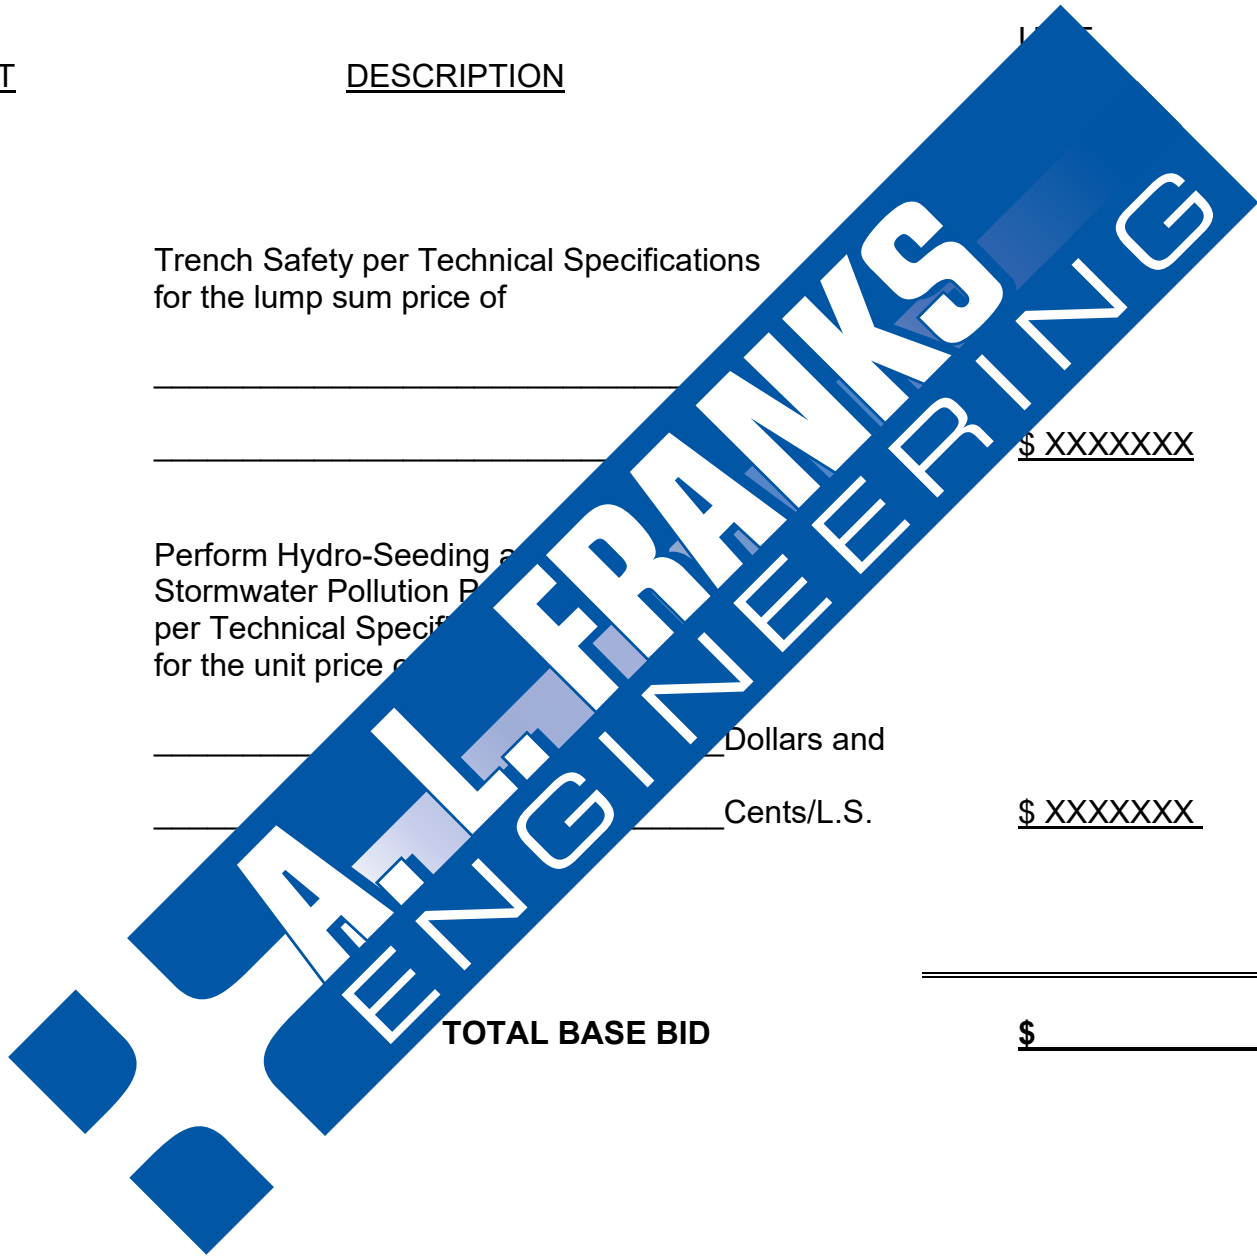 DESCRIPTION
Trench Safety per Technical Specifications
for the lump sum price of
$ XXXXXXX
Perform Hydro-Seeding
Stormwater Pollution
per Technical
for the unit price
Dollars and
Cents/L.S.
$ XXXXXXX
TOTAL BASE BID
$
A.L. FRANKS
ENGINEERING